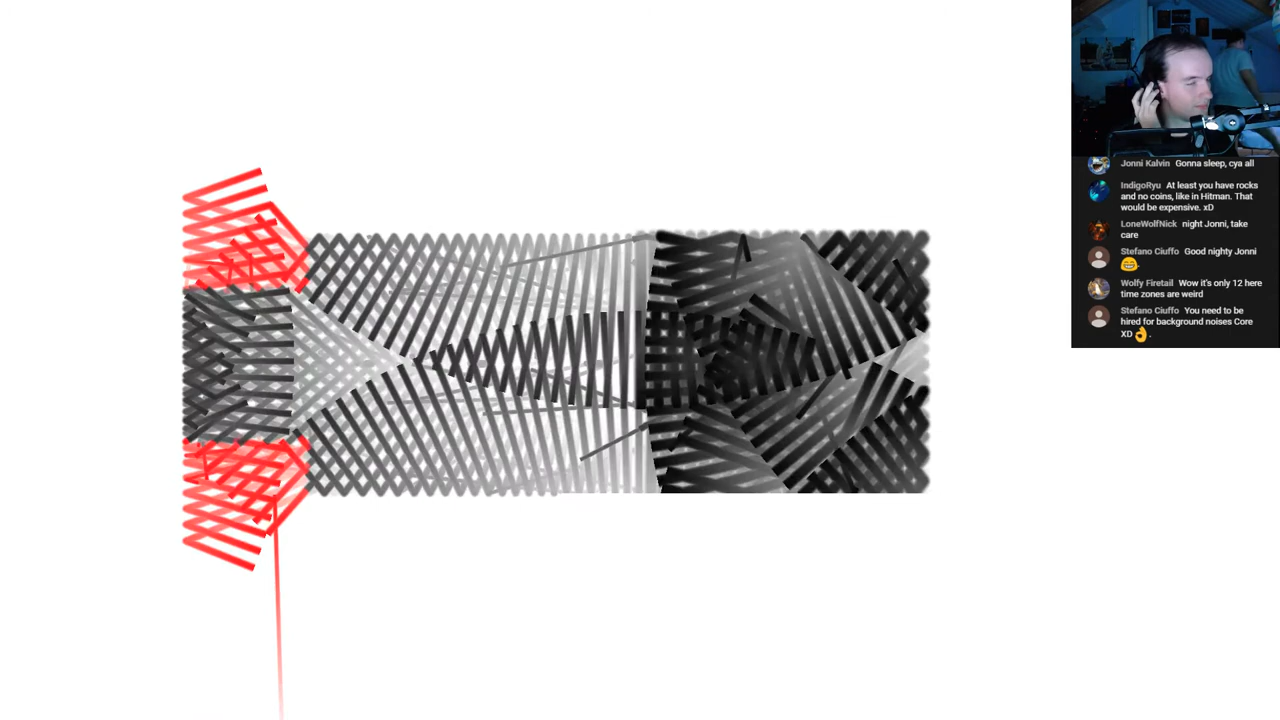 Jonni Kalvin Gonna sleep, cya all
IndigoRyu At least you have rocks
and no coins, like in Hitman. That
would be expensive. xD
LoneWolfNick night Jonni, take
care
Stefano Ciuffo Good nighty Jonni
😂
Wolfy Firetail Wow it's only 12 here
time zones are weird
Stefano Ciuffo You need to be
hired for background noises Core
XD 👌 .